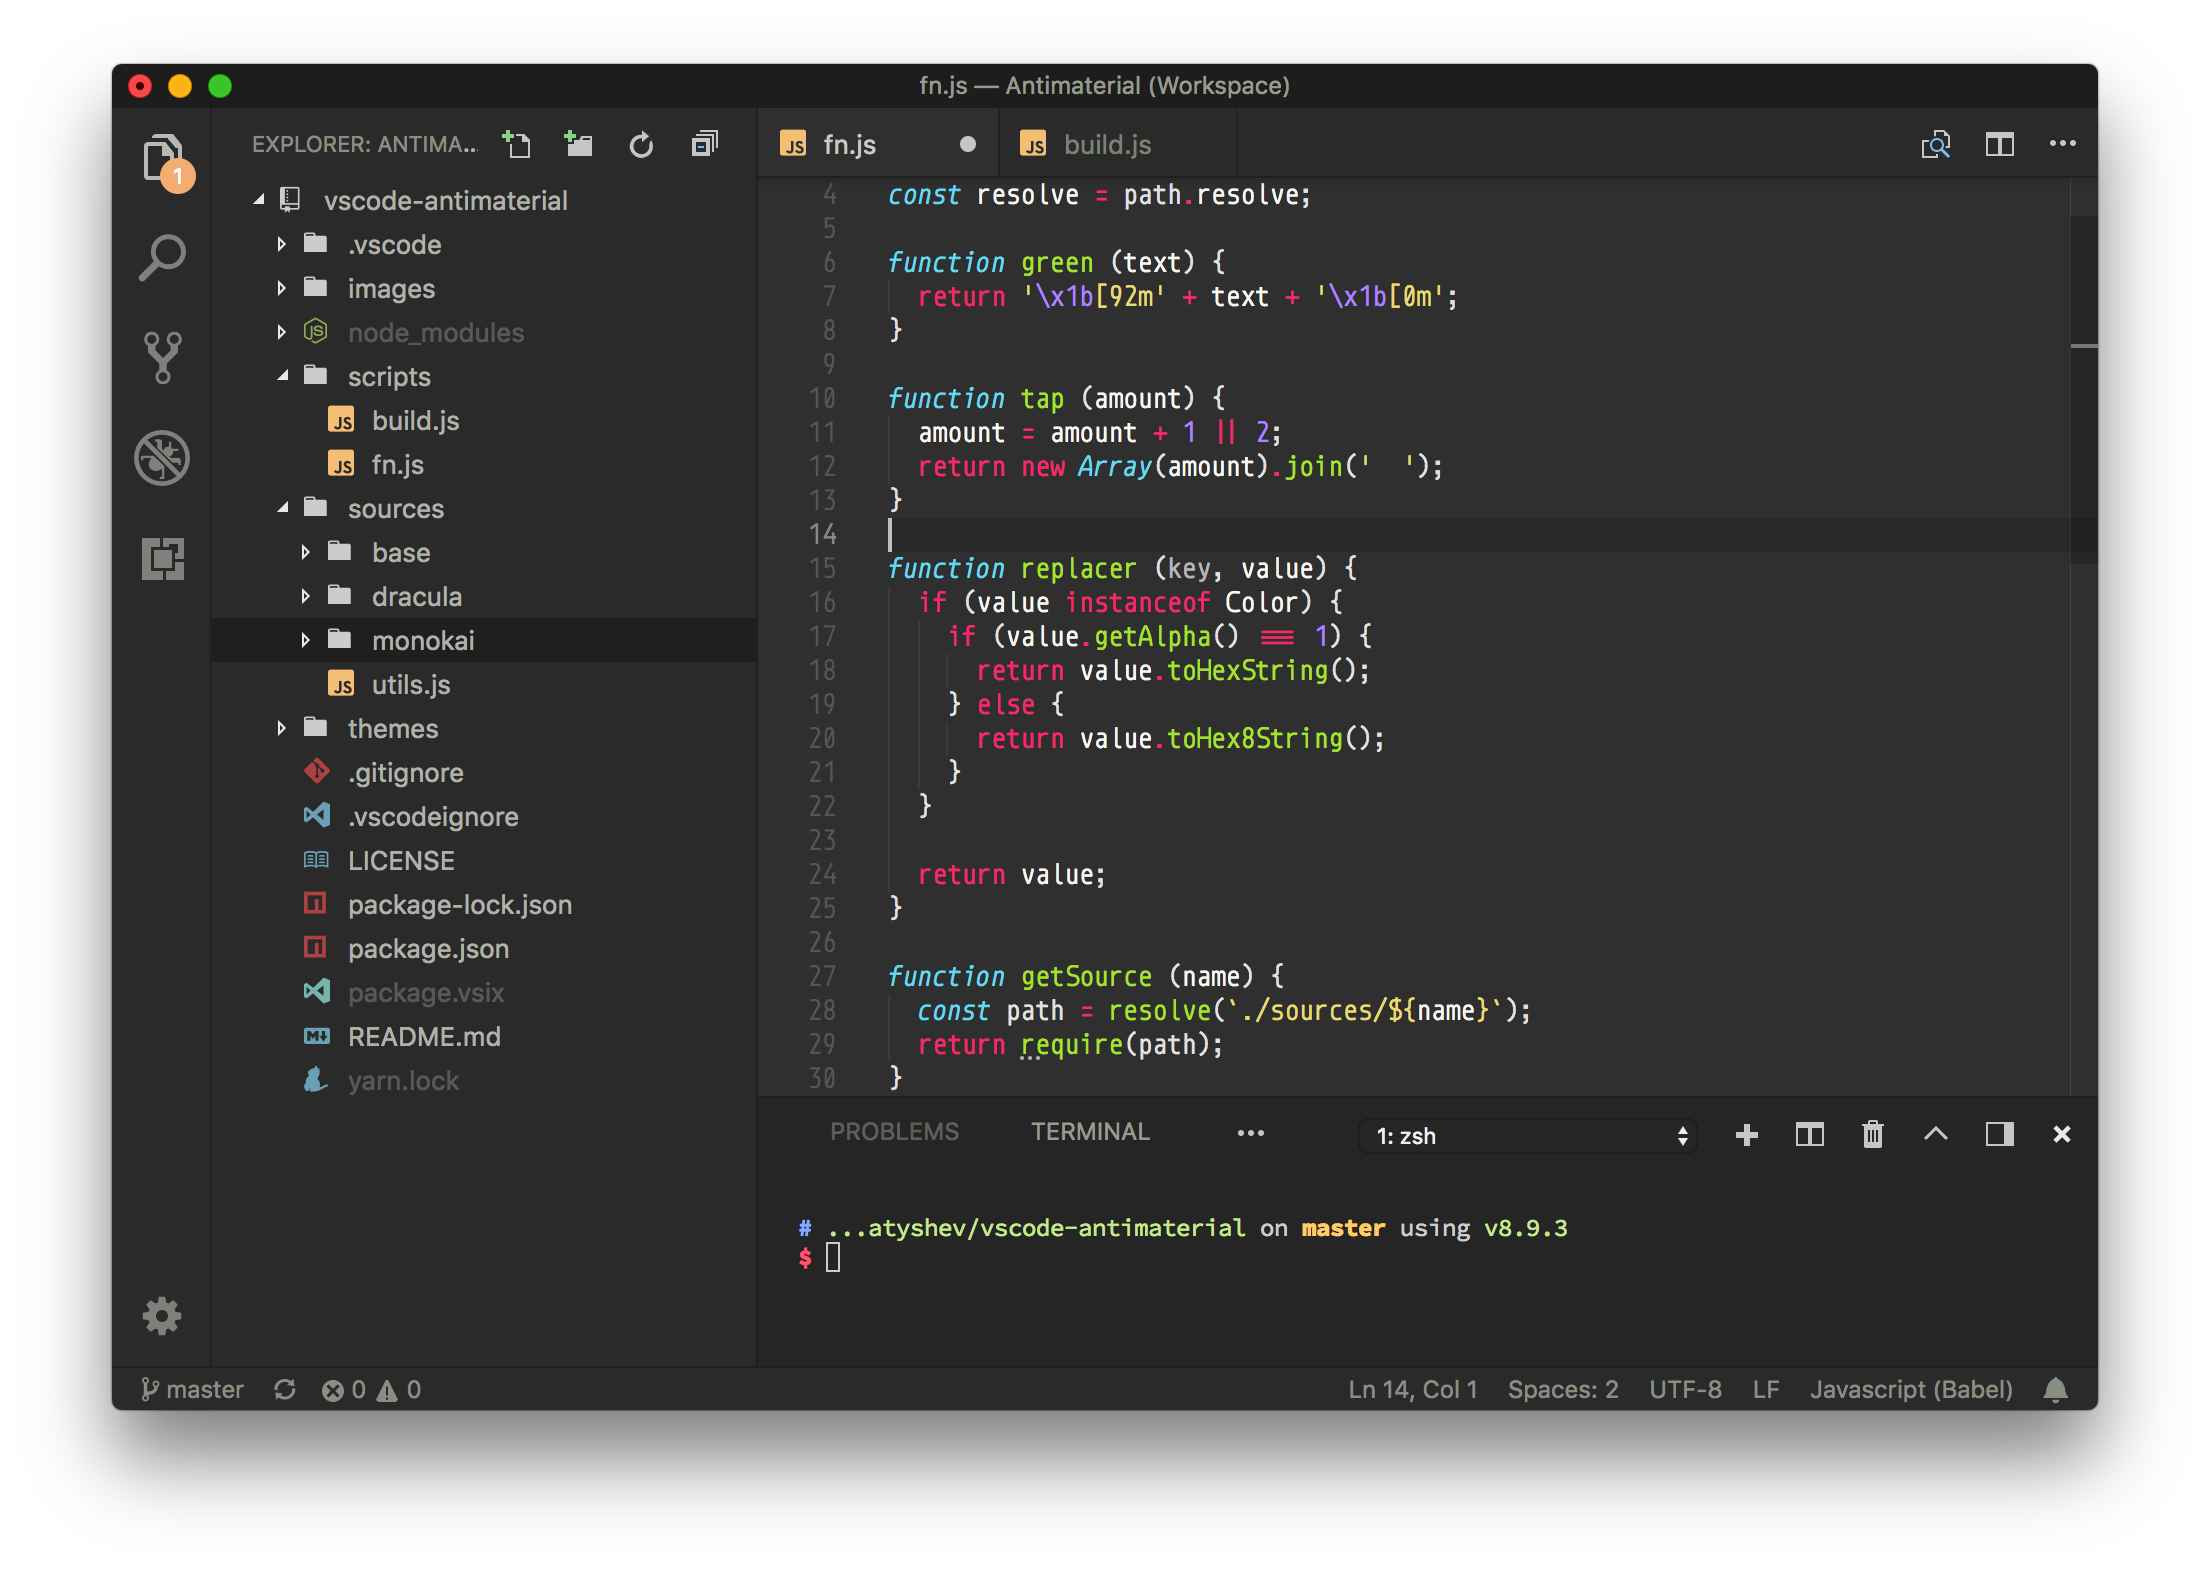 fn.js — Antimaterial (Workspace)
EXPLORER: ANTIMA...
1
vscode-antimaterial
.vscode
images
node_modules
scripts
JS build.js
JS fn.js
sources
base
dracula
monokai
JS utils.js
themes
.gitignore
.vscodeignore
LICENSE
package-lock.json
package.json
package.vsix
README.md
yarn.lock
JS fn.js
JS build.js
4 const resolve = path.resolve;
5
6 function green (text) {
7   return '\x1b[92m' + text + '\x1b[0m';
8 }
9
10 function tap (amount) {
11   amount = amount + 1 || 2;
12   return new Array(amount).join('  ');
13 }
14
15 function replacer (key, value) {
16   if (value instanceof Color) {
17     if (value.getAlpha() === 1) {
18       return value.toHexString();
19     } else {
20       return value.toHex8String();
21     }
22   }
23
24   return value;
25 }
26
27 function getSource (name) {
28   const path = resolve(`./sources/${name}`);
29   return require(path);
30 }
PROBLEMS TERMINAL ••• 1: zsh
# ...atyshev/vscode-antimaterial on master using v8.9.3
$
master 0 0 Ln 14, Col 1 Spaces: 2 UTF-8 LF Javascript (Babel)